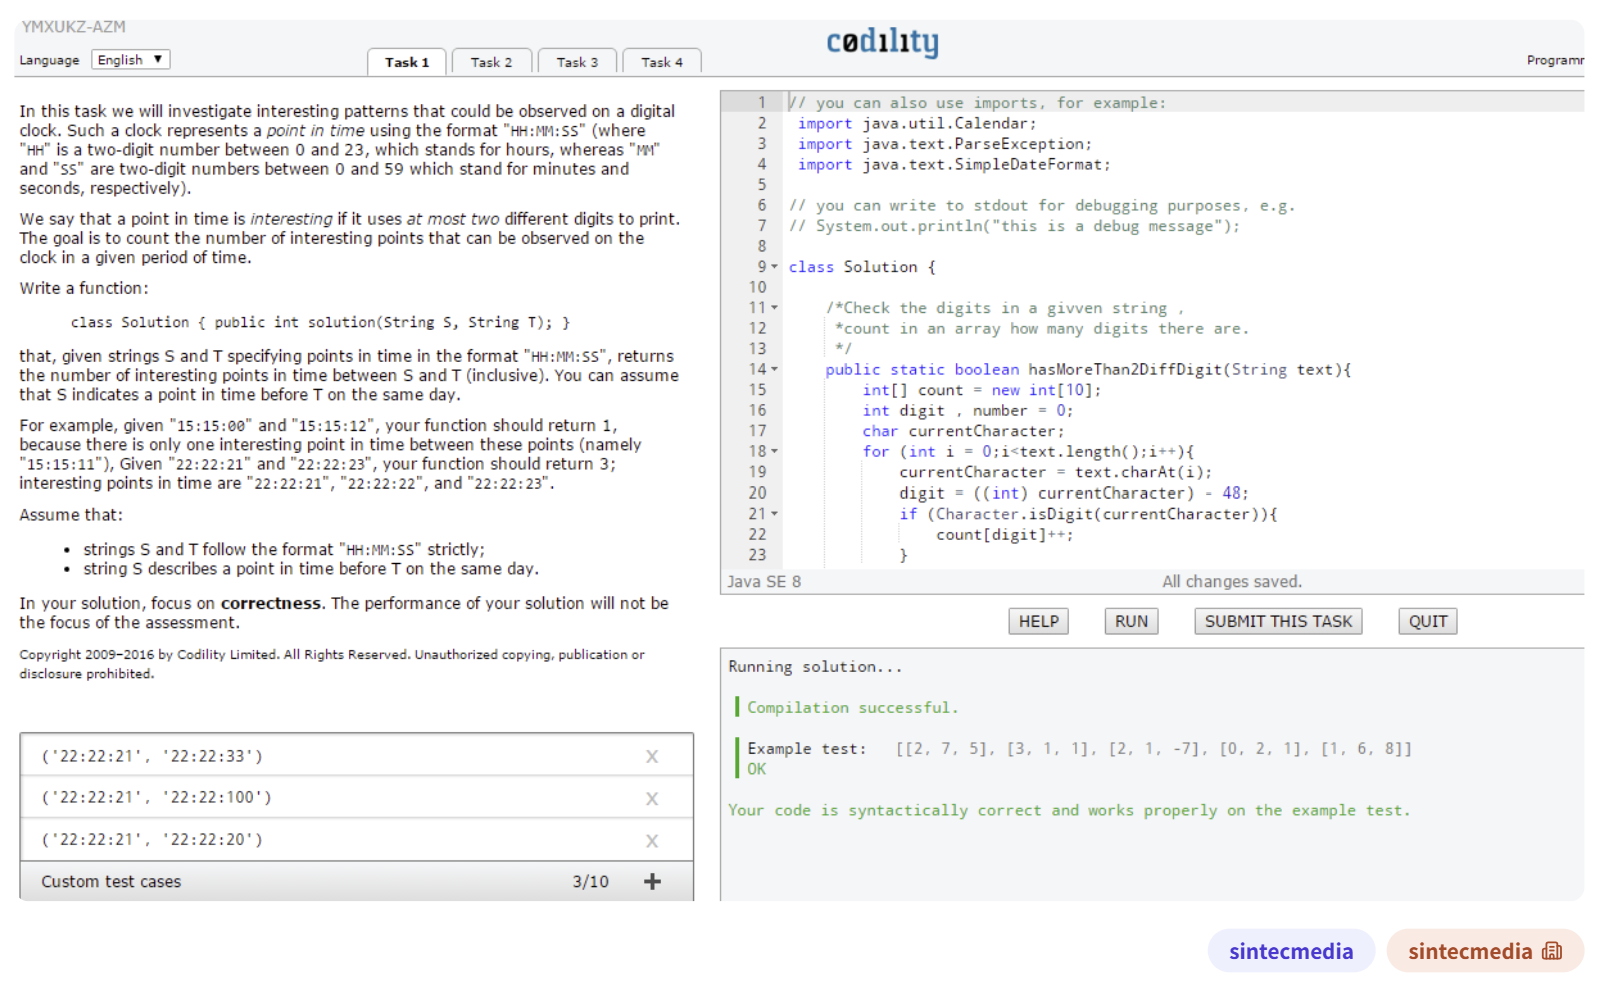 YMXUKZ-AZM
Language English ▼
Task 1 Task 2 Task 3 Task 4
codility
Programr
In this task we will investigate interesting patterns that could be observed on a digital
clock. Such a clock represents a point in time using the format "HH:MM:SS" (where
"HH" is a two-digit number between 0 and 23, which stands for hours, whereas "MM"
and "SS" are two-digit numbers between 0 and 59 which stand for minutes and
seconds, respectively).
We say that a point in time is interesting if it uses at most two different digits to print.
The goal is to count the number of interesting points that can be observed on the
clock in a given period of time.
Write a function:
class Solution { public int solution(String S, String T); }
that, given strings S and T specifying points in time in the format "HH:MM:SS", returns
the number of interesting points in time between S and T (inclusive). You can assume
that S indicates a point in time before T on the same day.
For example, given "15:15:00" and "15:15:12", your function should return 1,
because there is only one interesting point in time between these points (namely
"15:15:11"), Given "22:22:21" and "22:22:23", your function should return 3;
interesting points in time are "22:22:21", "22:22:22", and "22:22:23".
Assume that:
• strings S and T follow the format "HH:MM:SS" strictly;
• string S describes a point in time before T on the same day.
In your solution, focus on correctness. The performance of your solution will not be
the focus of the assessment.
Copyright 2009–2016 by Codility Limited. All Rights Reserved. Unauthorized copying, publication or
disclosure prohibited.
('22:22:21', '22:22:33') x
('22:22:21', '22:22:100') x
('22:22:21', '22:22:20') x
Custom test cases 3/10 +
1 // you can also use imports, for example:
2 import java.util.Calendar;
3 import java.text.ParseException;
4 import java.text.SimpleDateFormat;
5
6 // you can write to stdout for debugging purposes, e.g.
7 // System.out.println("this is a debug message");
8
9 class Solution {
10
11 /*Check the digits in a givven string ,
12 *count in an array how many digits there are.
13 */
14 public static boolean hasMoreThan2DiffDigit(String text){
15 int[] count = new int[10];
16 int digit , number = 0;
17 char currentCharacter;
18 for (int i = 0;i<text.length();i++){
19 currentCharacter = text.charAt(i);
20 digit = ((int) currentCharacter) - 48;
21 if (Character.isDigit(currentCharacter)){
22 count[digit]++;
23 }
Java SE 8 All changes saved.
HELP RUN SUBMIT THIS TASK QUIT
Running solution...
Compilation successful.
Example test: [[2, 7, 5], [3, 1, 1], [2, 1, -7], [0, 2, 1], [1, 6, 8]]
OK
Your code is syntactically correct and works properly on the example test.
sintecmedia sintecmedia